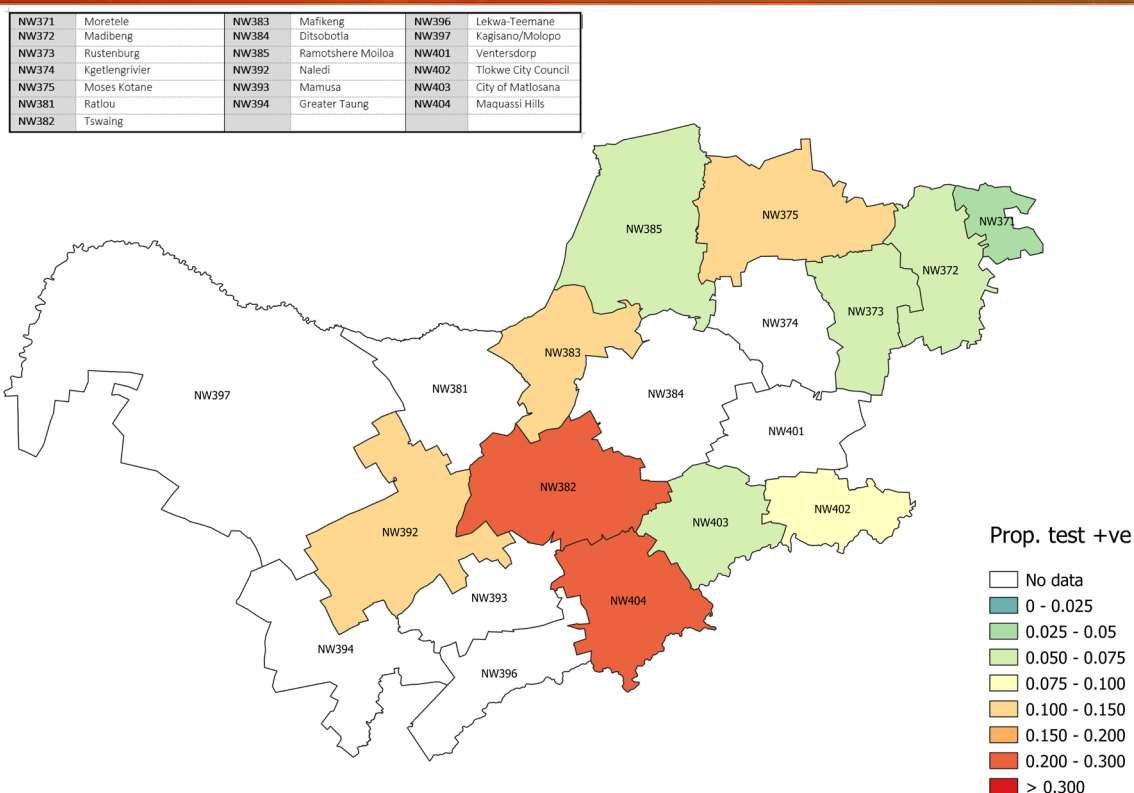 NW371 Moretele NW383 Mafikeng NW396 Lekwa-Teemane
NW372 Madibeng NW384 Ditsobotla NW397 Kagisano/Molopo
NW373 Rustenburg NW385 Ramotshere Moiloa NW401 Ventersdorp
NW374 Kgetlengrivier NW392 Naledi NW402 Tlokwe City Council
NW375 Moses Kotane NW393 Mamusa NW403 City of Matlosana
NW381 Ratlou NW394 Greater Taung NW404 Maquassi Hills
NW382 Tswaing
NW375
NW371
NW385
NW372
NW373
NW374
NW383
NW381
NW384
NW397
NW401
NW382
NW402
NW403
NW392
NW393
NW404
NW394
NW396
Prop. test +ve
No data
0 - 0.025
0.025 - 0.05
0.050 - 0.075
0.075 - 0.100
0.100 - 0.150
0.150 - 0.200
0.200 - 0.300
> 0.300